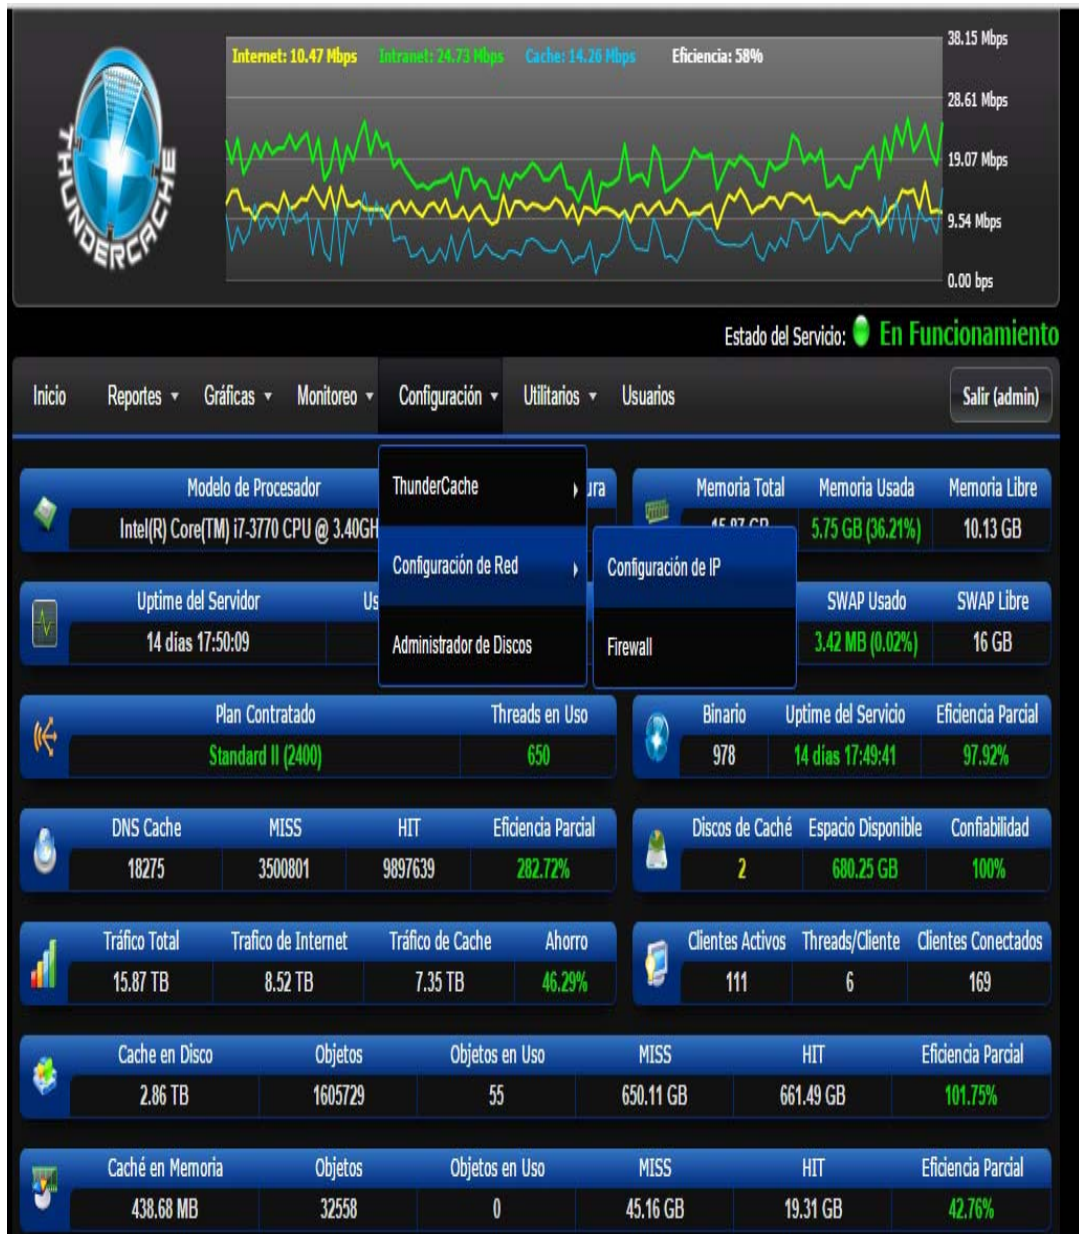 Internet: 10.47 Mbps Intranet: 24.73 Mbps Cache: 14.26 Mbps Eficiencia: 58%
38.15 Mbps
28.61 Mbps
19.07 Mbps
9.54 Mbps
0.00 bps
THUNDERCACHE
Estado del Servicio: En Funcionamiento
Inicio Reportes Gráficas Monitoreo Configuración Utilitarios Usuarios Salir (admin)
ThunderCache
Configuración de Red
Administrador de Discos
Configuración de IP
Firewall
Modelo de Procesador ura Memoria Total Memoria Usada Memoria Libre
Intel(R) Core(TM) i7-3770 CPU @ 3.40GH 15.87 GB 5.75 GB (36.21%) 10.13 GB
Uptime del Servidor Us SWAP Usado SWAP Libre
14 días 17:50:09 3.42 MB (0.02%) 16 GB
Plan Contratado Threads en Uso Binario Uptime del Servicio Eficiencia Parcial
Standard II (2400) 650 978 14 días 17:49:41 97.92%
DNS Cache MISS HIT Eficiencia Parcial Discos de Caché Espacio Disponible Confiabilidad
18275 3500801 9897639 282.72% 2 680.25 GB 100%
Tráfico Total Trafico de Internet Tráfico de Cache Ahorro Clientes Activos Threads/Cliente Clientes Conectados
15.87 TB 8.52 TB 7.35 TB 46.29% 111 6 169
Cache en Disco Objetos Objetos en Uso MISS HIT Eficiencia Parcial
2.86 TB 1605729 55 650.11 GB 661.49 GB 101.75%
Caché en Memoria Objetos Objetos en Uso MISS HIT Eficiencia Parcial
438.68 MB 32558 0 45.16 GB 19.31 GB 42.76%